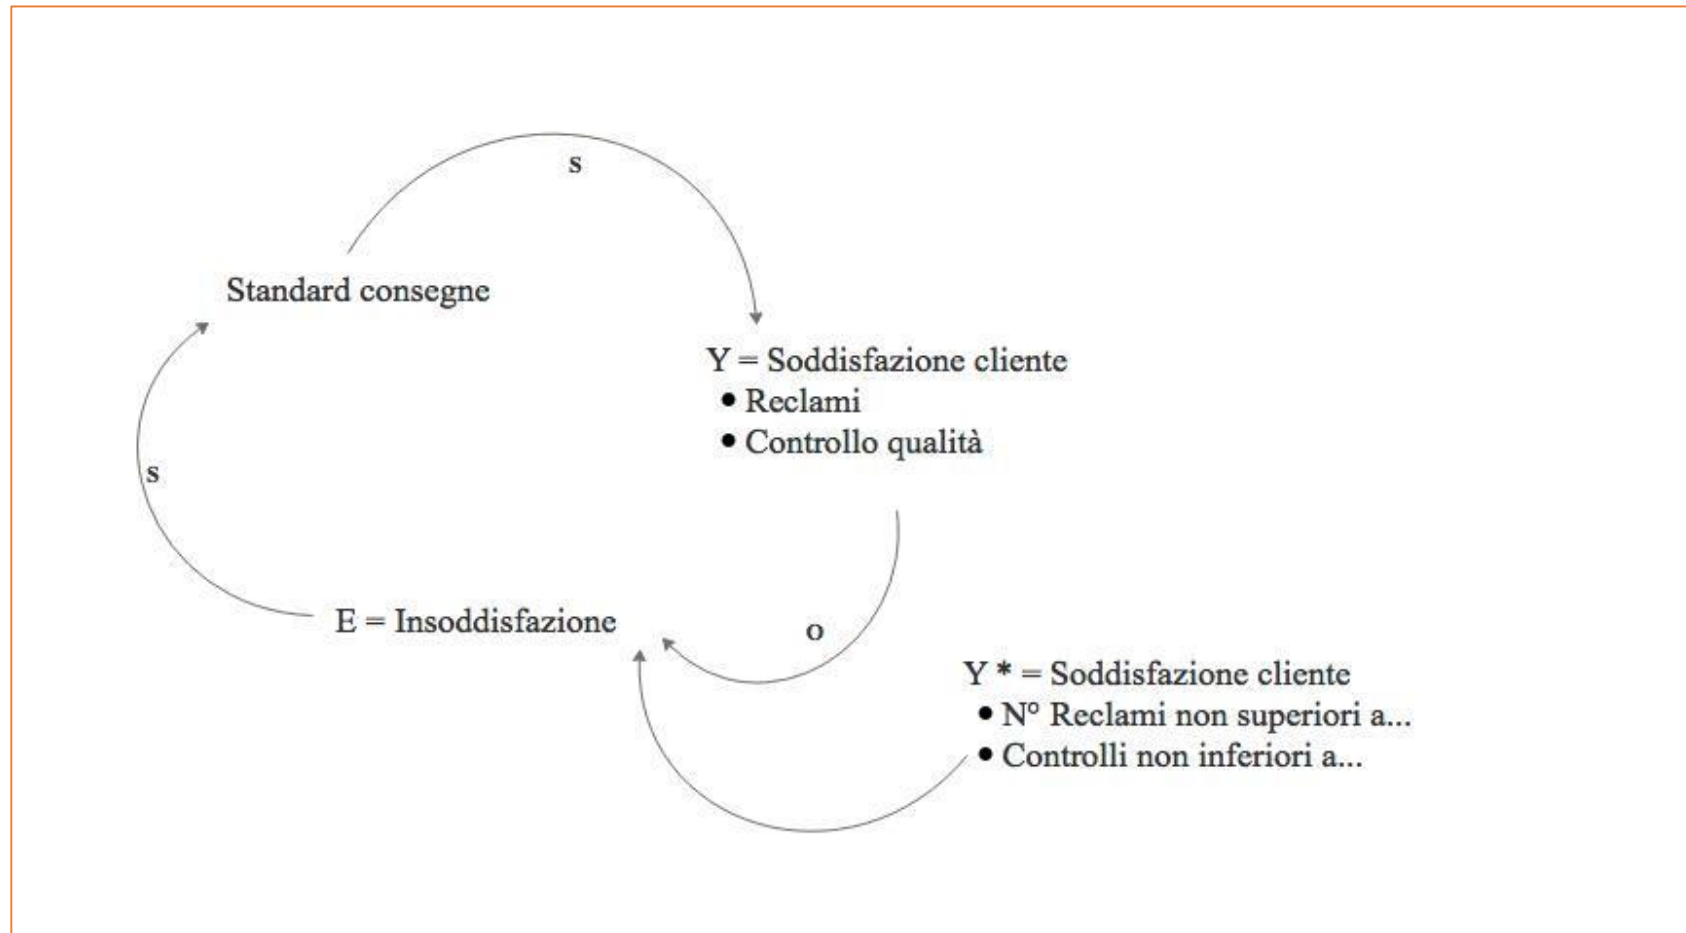 s
Standard consegne
Y = Soddisfazione cliente
• Reclami
• Controllo qualità
s
E = Insoddisfazione
o
Y * = Soddisfazione cliente
• N° Reclami non superiori a...
• Controlli non inferiori a...